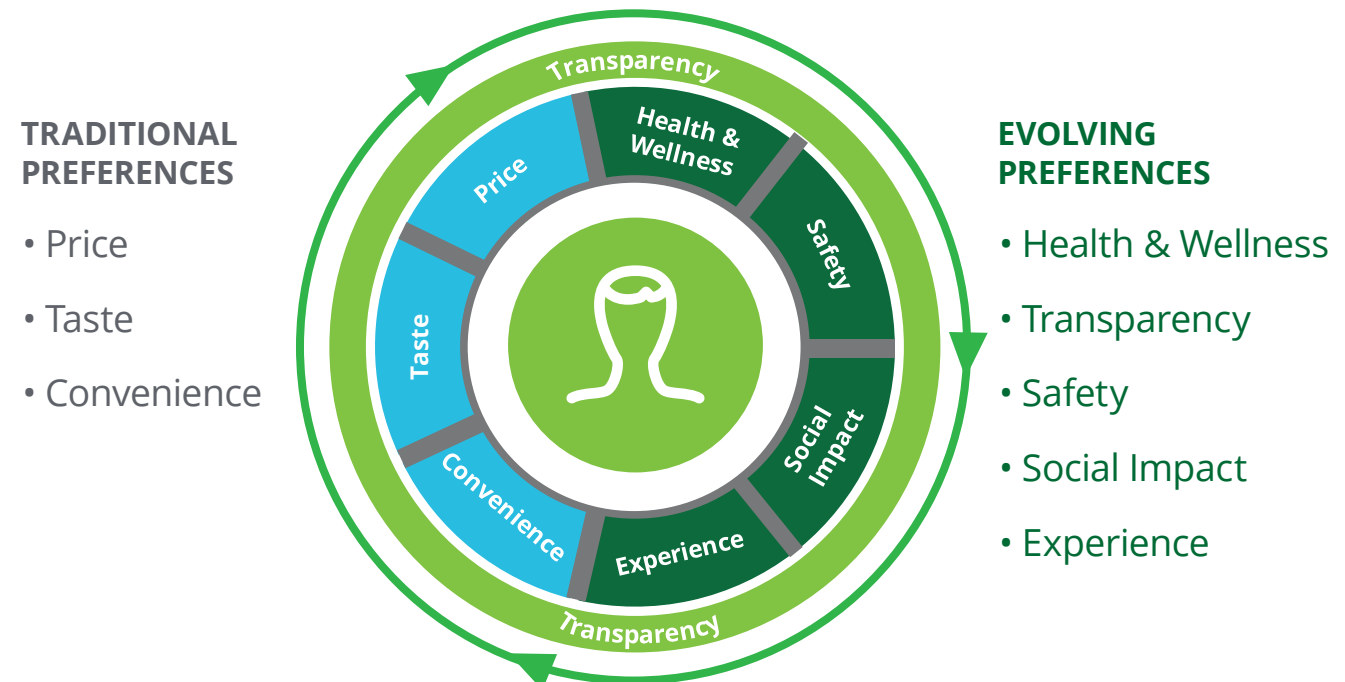 TRADITIONAL
PREFERENCES
• Price
• Taste
• Convenience
Transparency
Health &
Wellness
Safety
Social
Impact
Experience
Convenience
Taste
Price
Transparency
EVOLVING
PREFERENCES
• Health & Wellness
• Transparency
• Safety
• Social Impact
• Experience